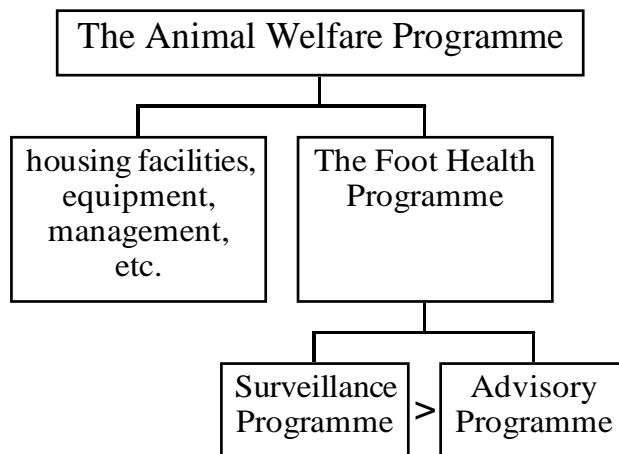 The Animal Welfare Programme
housing facilities,
equipment,
management,
etc.
The Foot Health
Programme
Surveillance
Programme
>
Advisory
Programme